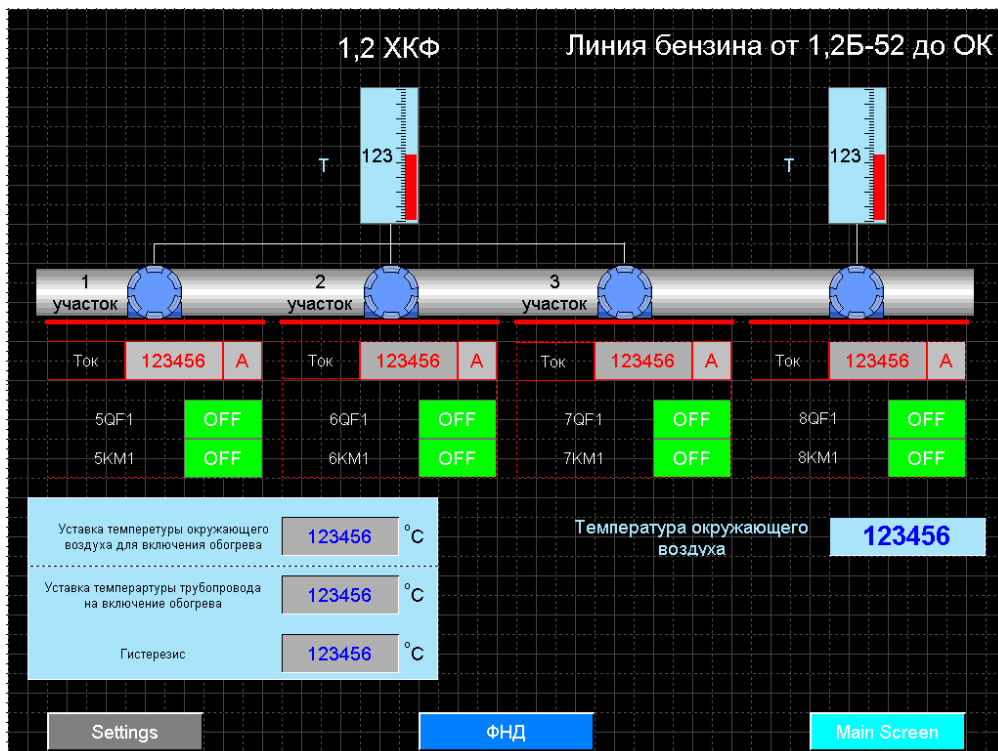 1,2 ХКФ
Линия бензина от 1,2Б-52 до ОК
T 123
T 123
1 участок
2 участок
3 участок
Ток 123456 A
Ток 123456 A
Ток 123456 A
Ток 123456 A
5QF1 OFF
6QF1 OFF
7QF1 OFF
8QF1 OFF
5KM1 OFF
6KM1 OFF
7KM1 OFF
8KM1 OFF
Уставка темперетуры окружающего
воздуха для включения обогрева
123456 °C
Уставка темперартуры трубопровода
на включение обогрева
123456 °C
Гистерезис
123456 °C
Температура окружающего
воздуха
123456
Settings
ФНД
Main Screen